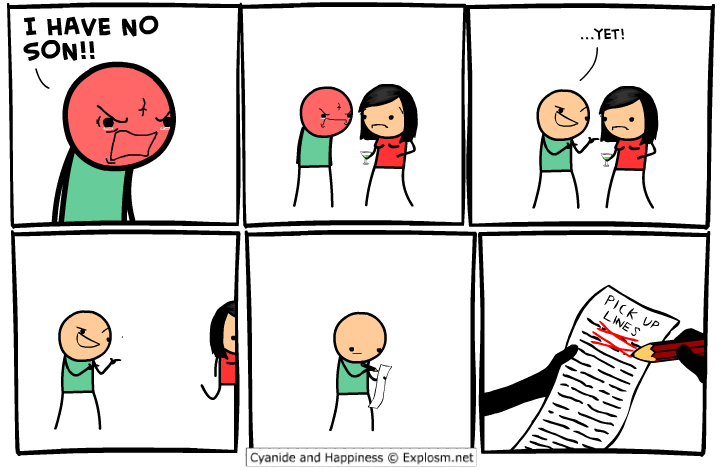 I HAVE NO
SON!!
...YET!
PICK UP
LINES
Cyanide and Happiness © Explosm.net